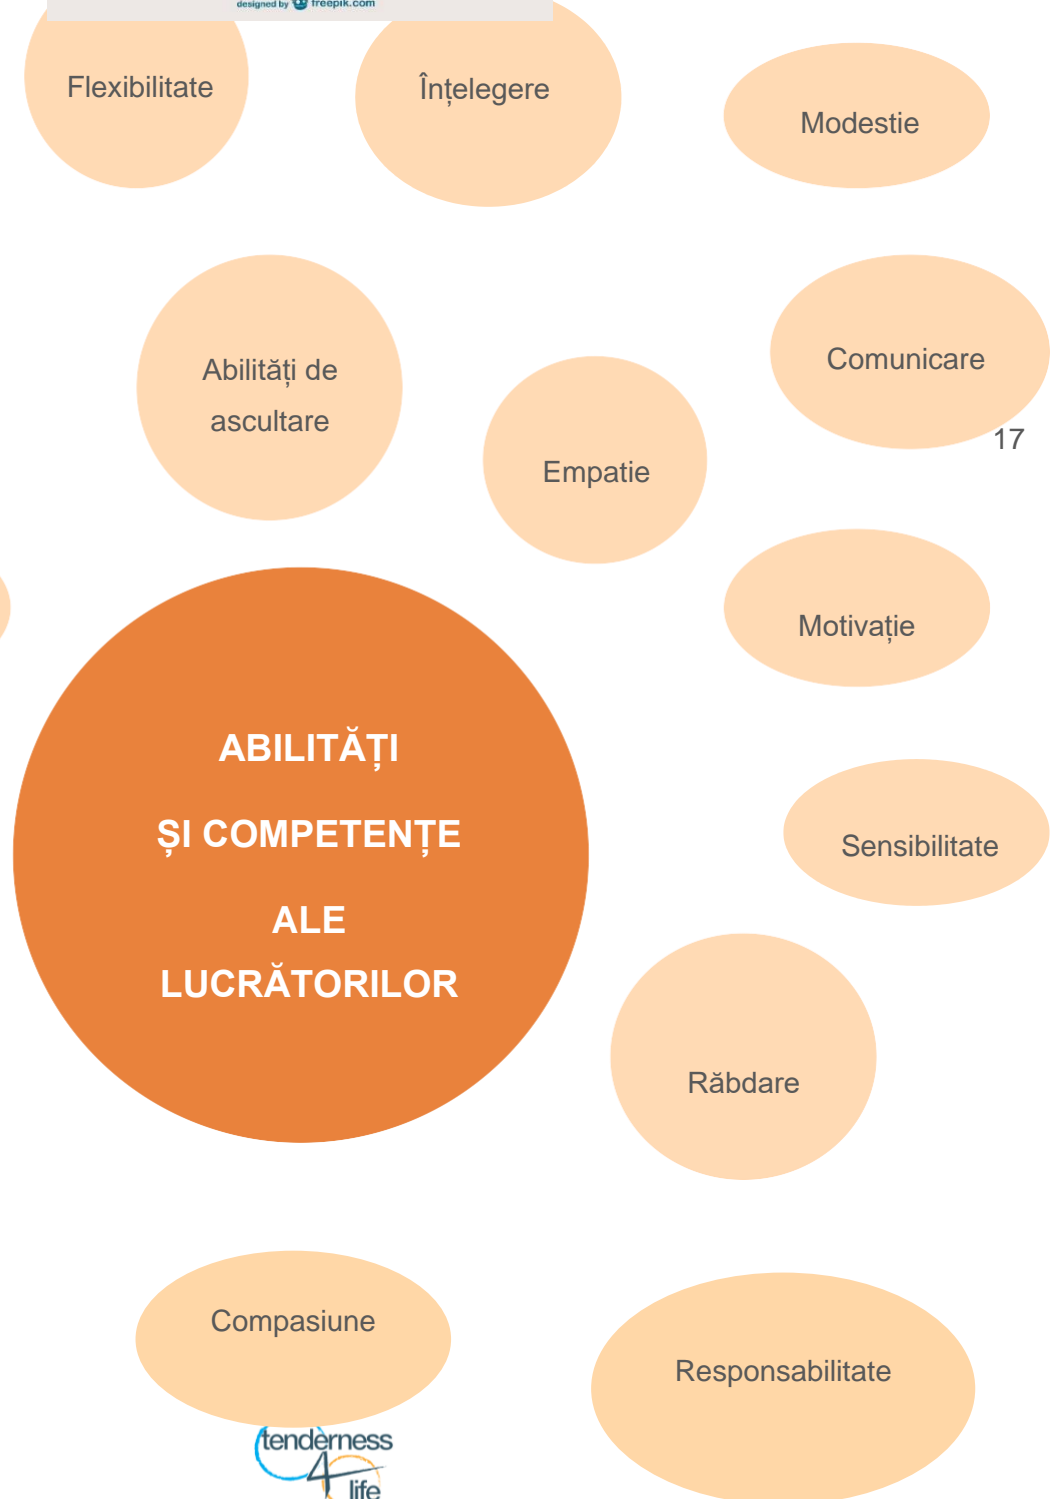 designed by freepik.com
Flexibilitate
Înțelegere
Modestie
Abilități de
ascultare
Comunicare
17
Empatie
Motivație
ABILITĂȚI
ȘI COMPETENȚE
ALE
LUCRĂTORILOR
Sensibilitate
Răbdare
Compasiune
Responsabilitate
tenderness
4
life